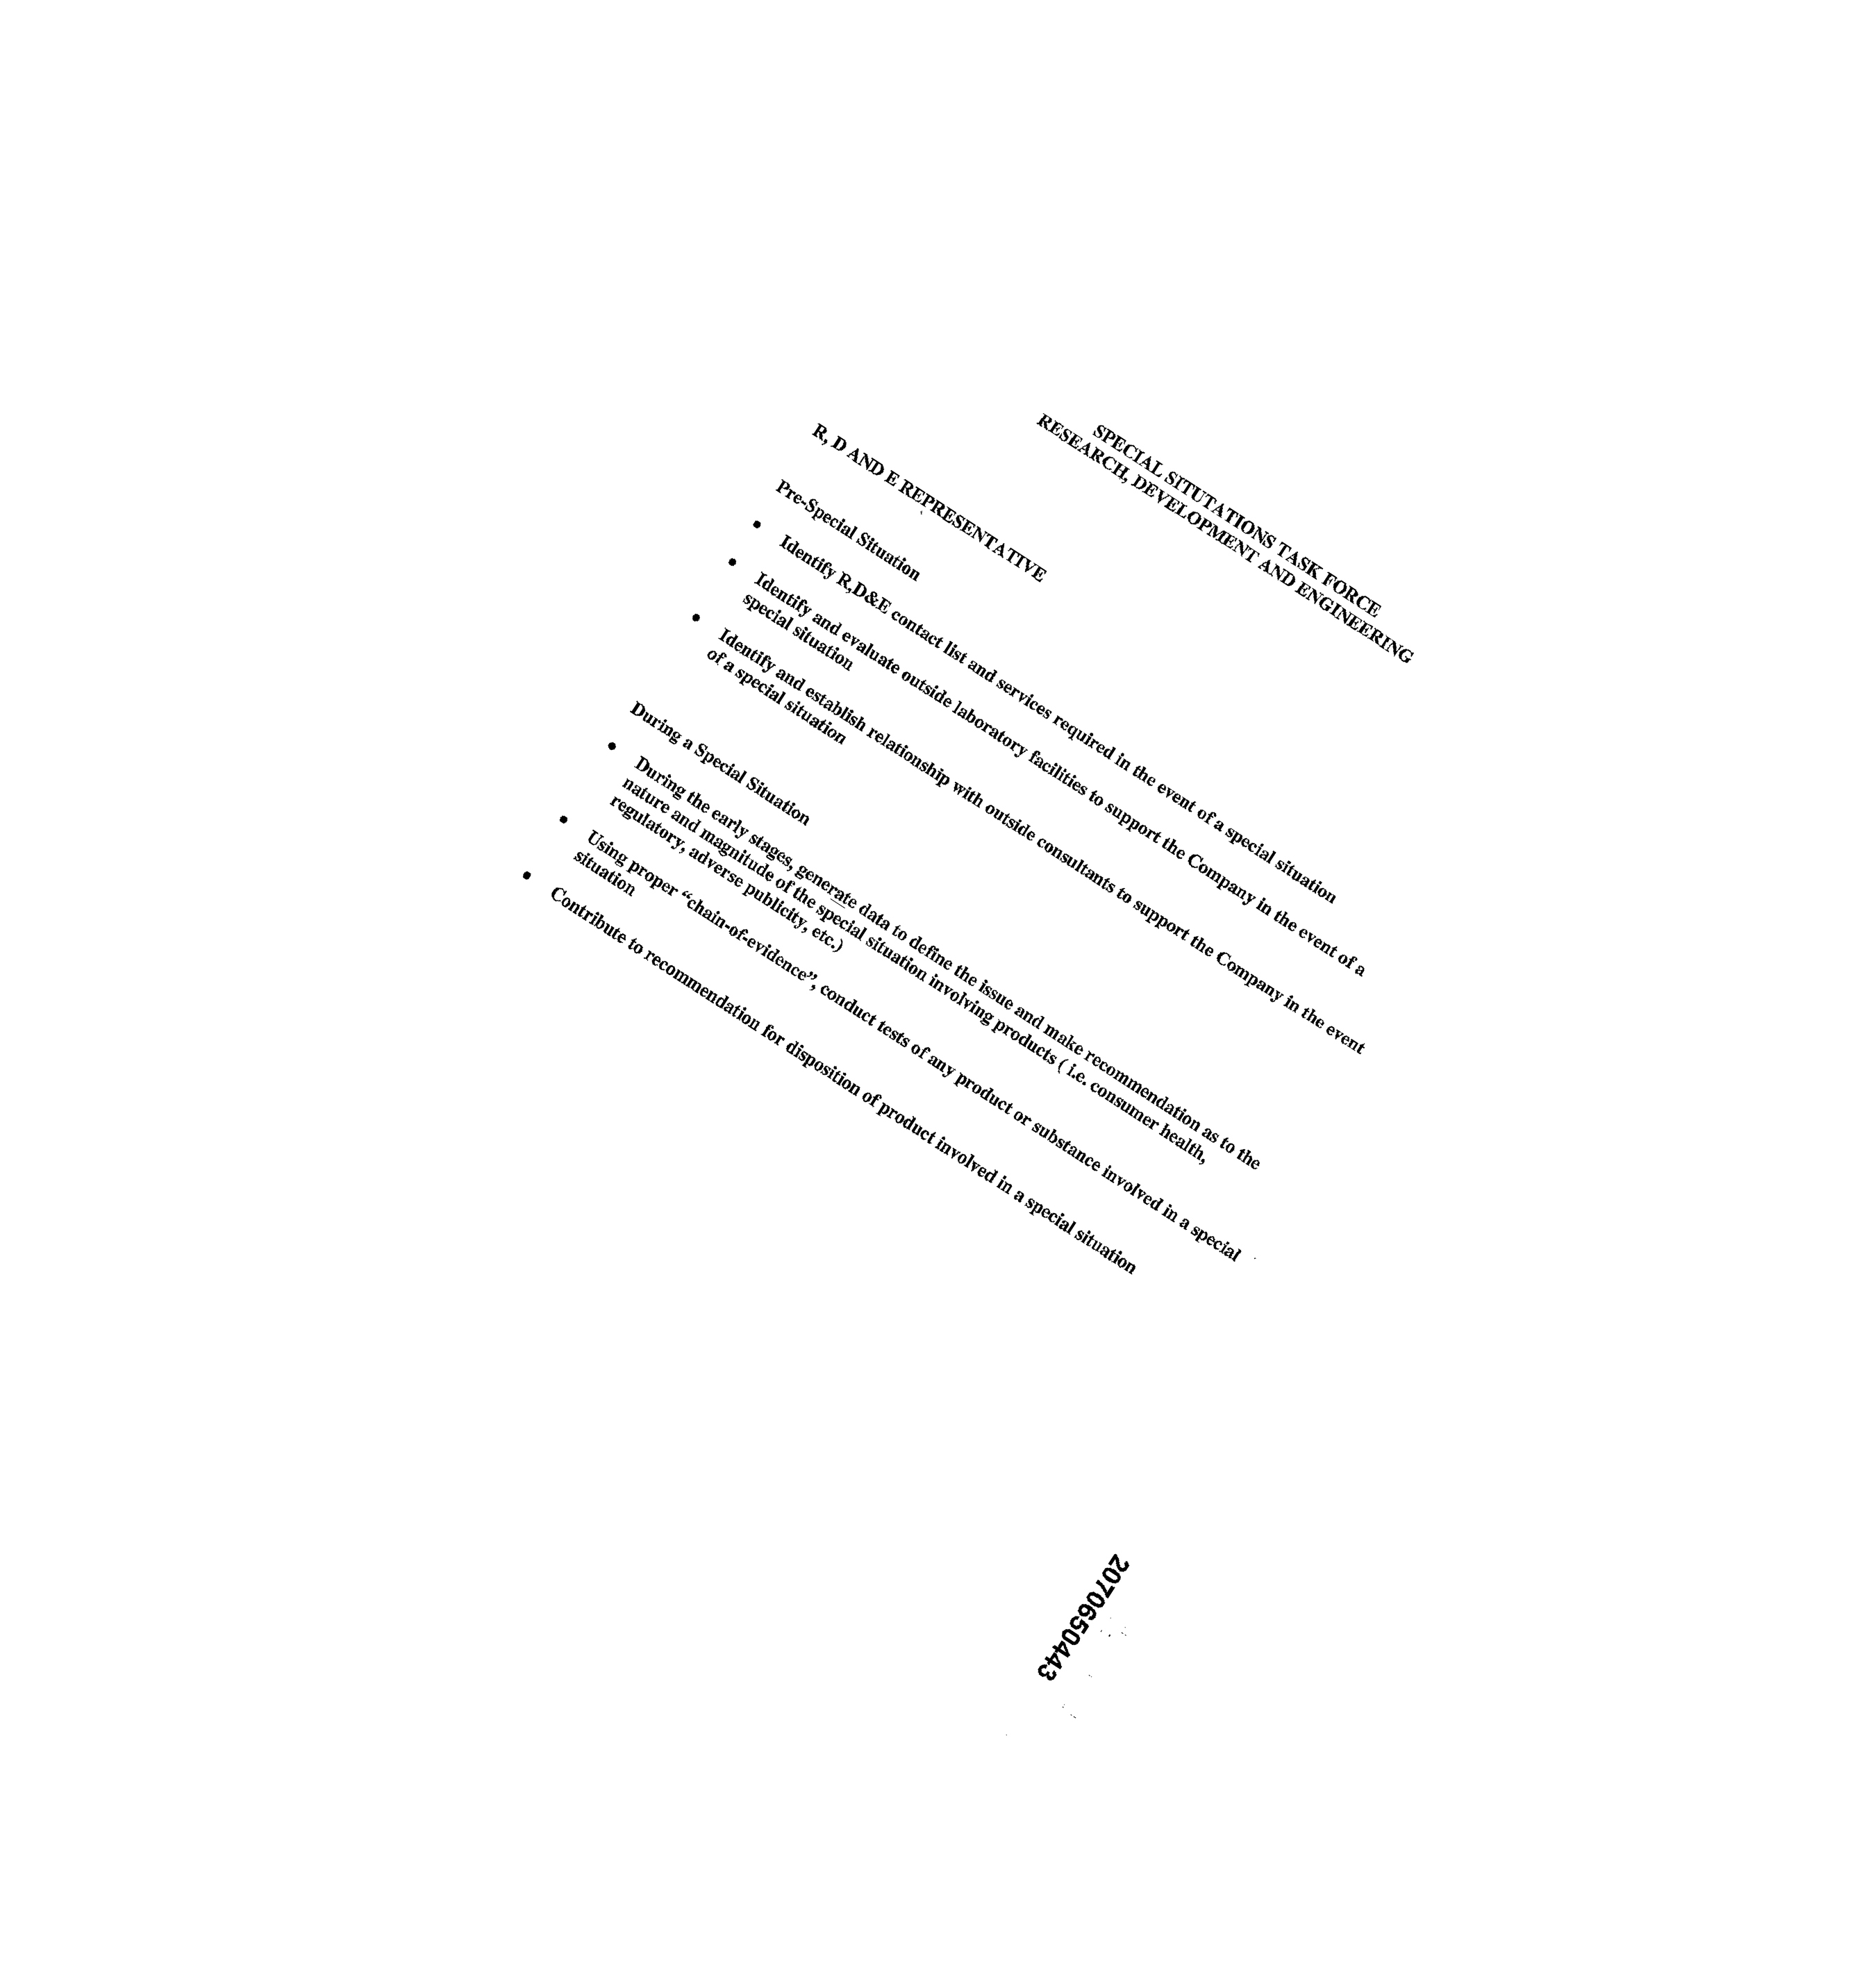 SPECIAL SITUTATIONS TASK FORCE
RESEARCH, DEVELOPMENT AND ENGINEERING
R, D AND E REPRESENTATIVE
Pre-Special Situation
• Identify R,D&E contact list and services required in the event of a special situation
• Identify and evaluate outside laboratory facilities to support the Company in the event of a
special situation
• Identify and establish relationship with outside consultants to support the Company in the event
of a special situation
During a Special Situation
• During the early stages, generate data to define the issue and make recommendation as to the
nature and magnitude of the special situation involving products ( i.e. consumer health,
regulatory, adverse publicity, etc.)
• Using proper “chain-of-evidence”, conduct tests of any product or substance involved in a special
situation
• Contribute to recommendation for disposition of product involved in a special situation
2070650443